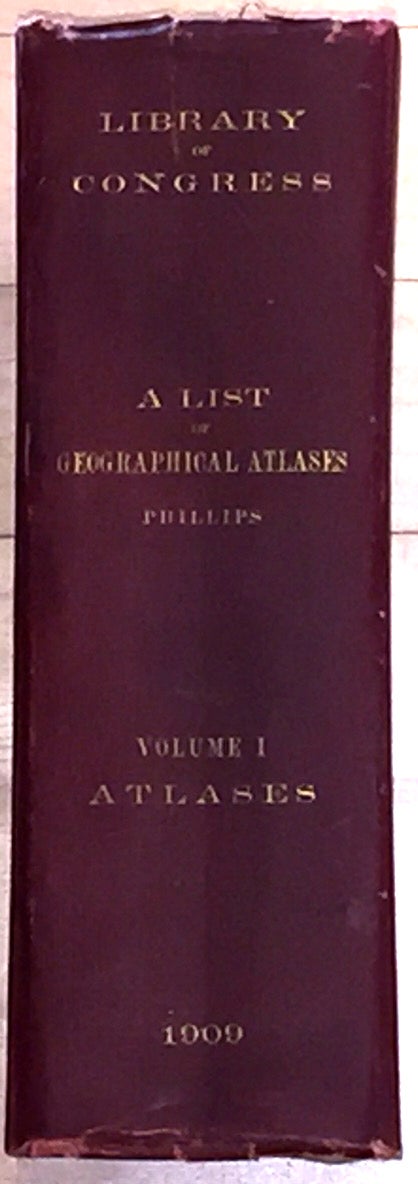 LIBRARY
OF
CONGRESS
A LIST
OF
GEOGRAPHICAL ATLASES
PHILLIPS
VOLUME I
ATLASES
1909